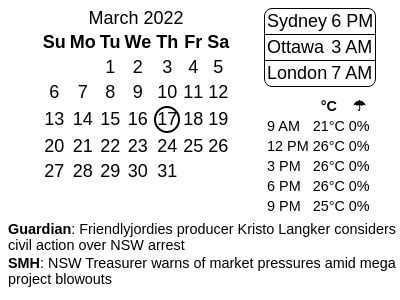 March 2022
Su Mo Tu We Th Fr Sa
1 2 3 4 5
6 7 8 9 10 11 12
13 14 15 16 17 18 19
20 21 22 23 24 25 26
27 28 29 30 31
Sydney 6 PM
Ottawa 3 AM
London 7 AM
°C ☂
9 AM 21°C 0%
12 PM 26°C 0%
3 PM 26°C 0%
6 PM 26°C 0%
9 PM 25°C 0%
Guardian: Friendlyjordies producer Kristo Langker considers
civil action over NSW arrest
SMH: NSW Treasurer warns of market pressures amid mega
project blowouts